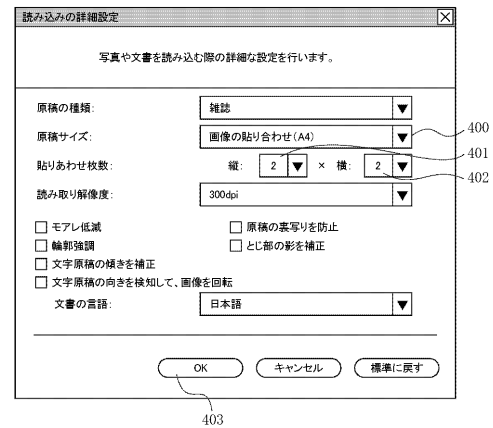 読み込みの詳細設定
写真や文書を読み込む際の詳細な設定を行います。
原稿の種類: 雑誌
原稿サイズ: 画像の貼り合わせ(A4)
400
401
貼りあわせ枚数: 縦: 2 × 横: 2
402
読み取り解像度: 300dpi
モアレ低減 原稿の裏写りを防止
輪郭強調 とじ部の影を補正
文字原稿の傾きを補正
文字原稿の向きを検知して、画像を回転
文書の言語: 日本語
OK キャンセル 標準に戻す
403